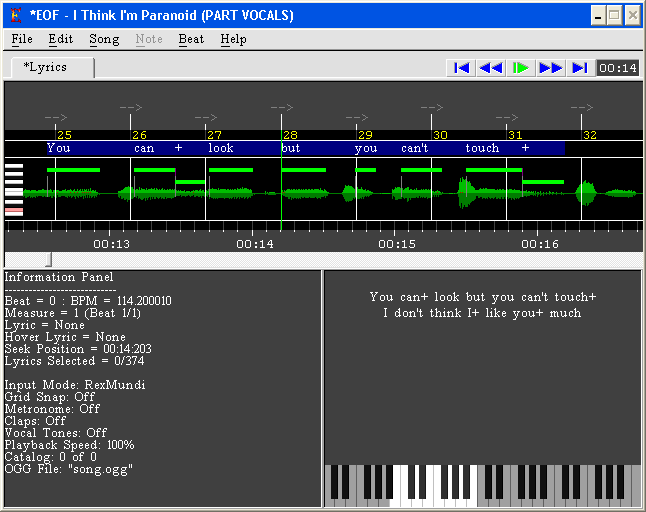 *EOF - I Think I'm Paranoid (PART VOCALS)
File Edit Song Note Beat Help
*Lyrics 00:14
--> --> --> --> --> --> --> -->
25 26 27 28 29 30 31 32
You can + look but you can't touch +
00:13 00:14 00:15 00:16
Information Panel
----------------------------
Beat = 0 : BPM = 114.200010
Measure = 1 (Beat 1/1)
Lyric = None
Hover Lyric = None
Seek Position = 00:14:203
Lyrics Selected = 0/374
Input Mode: RexMundi
Grid Snap: Off
Metronome: Off
Claps: Off
Vocal Tones: Off
Playback Speed: 100%
Catalog: 0 of 0
OGG File: "song.ogg"
You can+ look but you can't touch+
I don't think I+ like you+ much